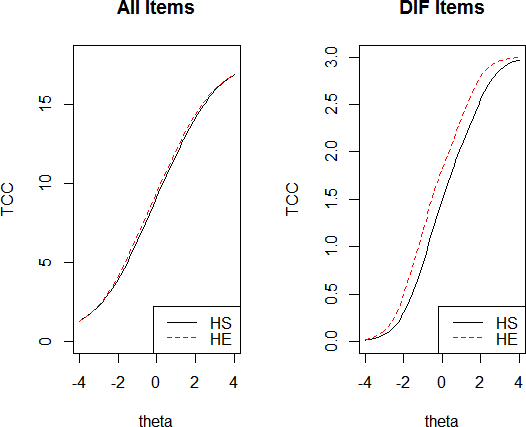 All Items
TCC
15
10
5
0
-4 -2 0 2 4
theta
HS
HE
DIF Items
TCC
3.0
2.5
2.0
1.5
1.0
0.5
0.0
-4 -2 0 2 4
theta
HS
HE